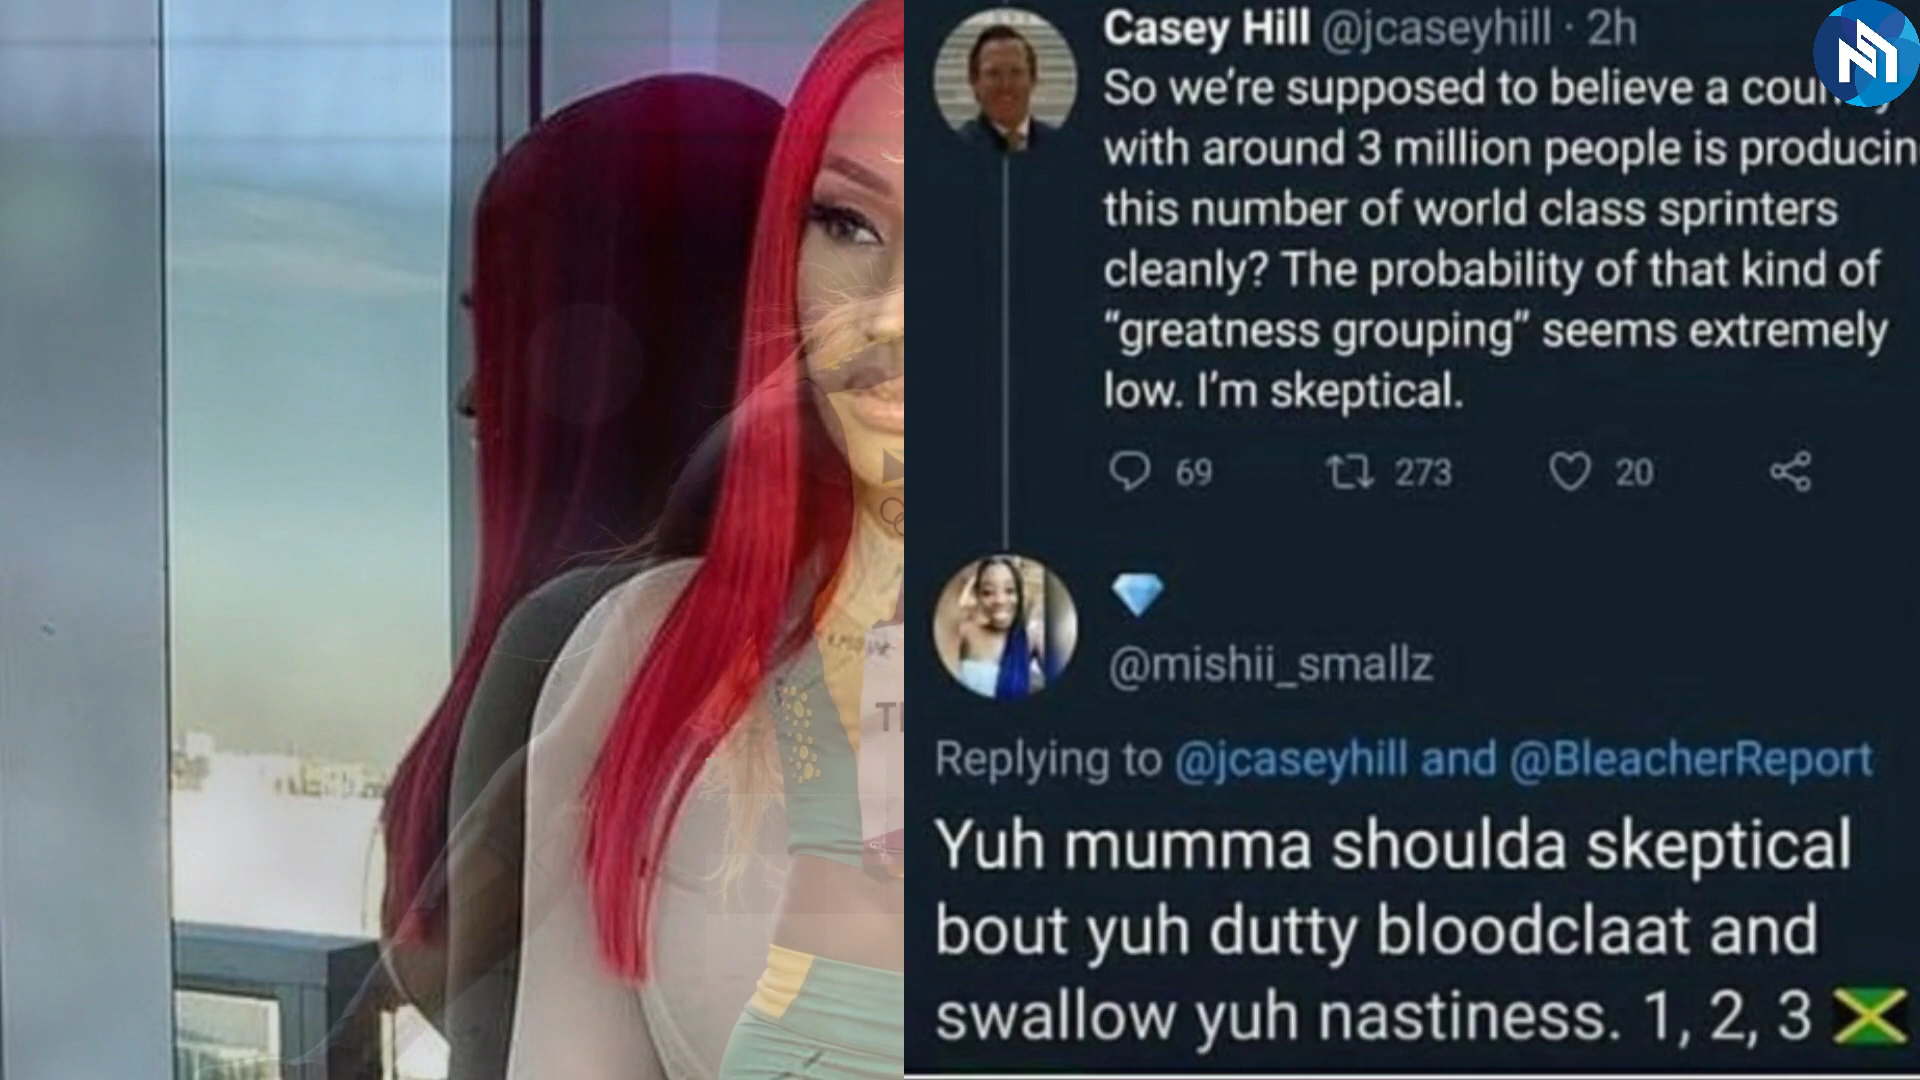 Casey Hill @jcaseyhill · 2h
So we're supposed to believe a
with around 3 million people is producin
this number of world class sprinters
cleanly? The probability of that kind of
"greatness grouping" seems extremely
low. I'm skeptical.
69 273 20
@mishii_smallz
Replying to @jcaseyhill and @BleacherReport
Yuh mumma shoulda skeptical
bout yuh dutty bloodclaat and
swallow yuh nastiness. 1, 2, 3